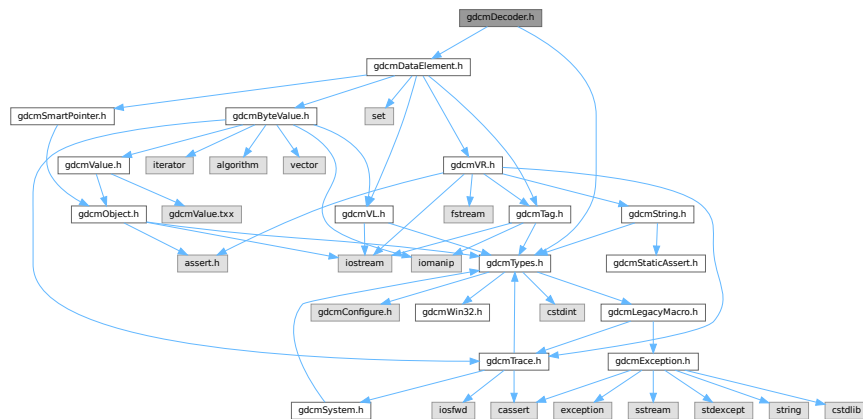 gdcmDecoder.h
gdcmDataElement.h
gdcmSmartPointer.h
gdcmByteValue.h
set
gdcmValue.h
iterator
algorithm
vector
gdcmVR.h
gdcmObject.h
gdcmValue.txx
gdcmVL.h
fstream
gdcmTag.h
gdcmString.h
assert.h
iostream
iomanip
gdcmTypes.h
gdcmStaticAssert.h
gdcmConfigure.h
gdcmWin32.h
cstdint
gdcmLegacyMacro.h
gdcmTrace.h
gdcmException.h
gdcmSystem.h
iosfwd
cassert
exception
sstream
stdexcept
string
cstdlib